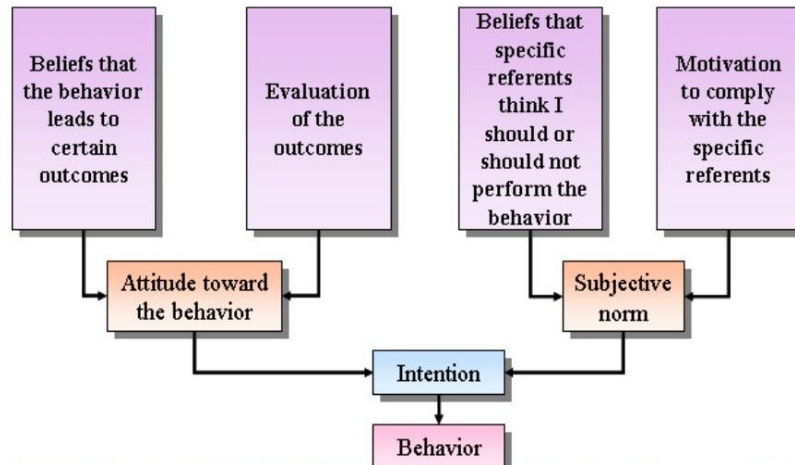 Beliefs that
the behavior
leads to
certain
outcomes
Evaluation
of the
outcomes
Beliefs that
specific
referents
think I
should or
should not
perform the
behavior
Motivation
to comply
with the
specific
referents
Attitude toward
the behavior
Subjective
norm
Intention
Behavior